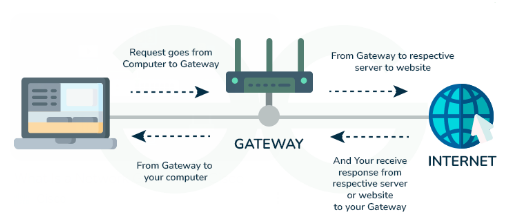 Request goes from
Computer to Gateway
From Gateway to respective
server to website
GATEWAY
INTERNET
From Gateway to
your computer
And Your receive
response from
respective server
or website
to your Gateway